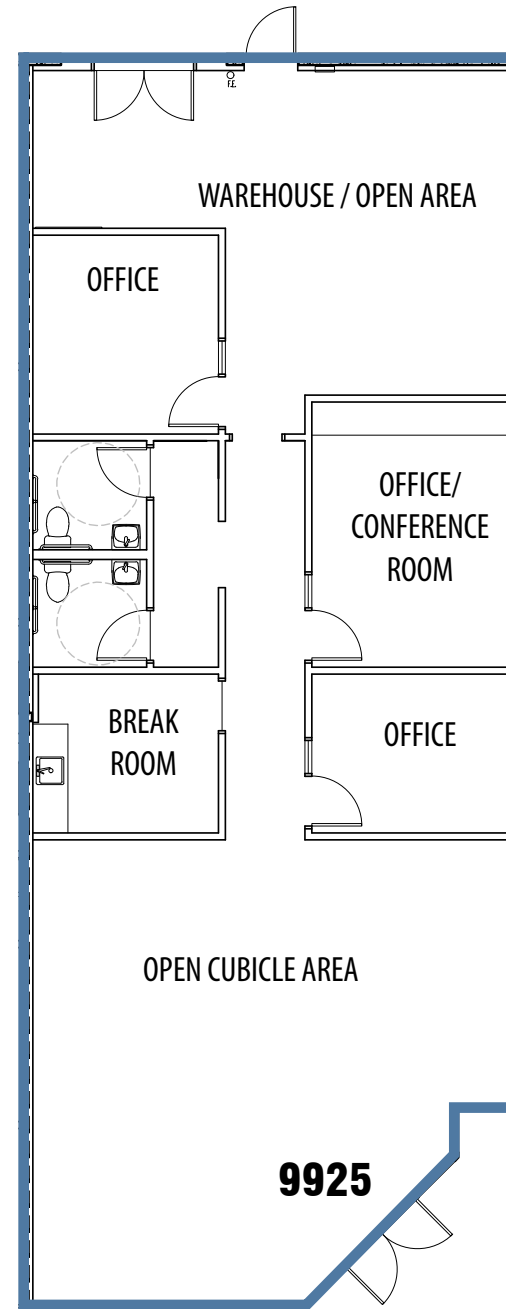 F.E.
WAREHOUSE / OPEN AREA
OFFICE
OFFICE/
CONFERENCE
ROOM
BREAK
ROOM
OFFICE
OPEN CUBICLE AREA
9925